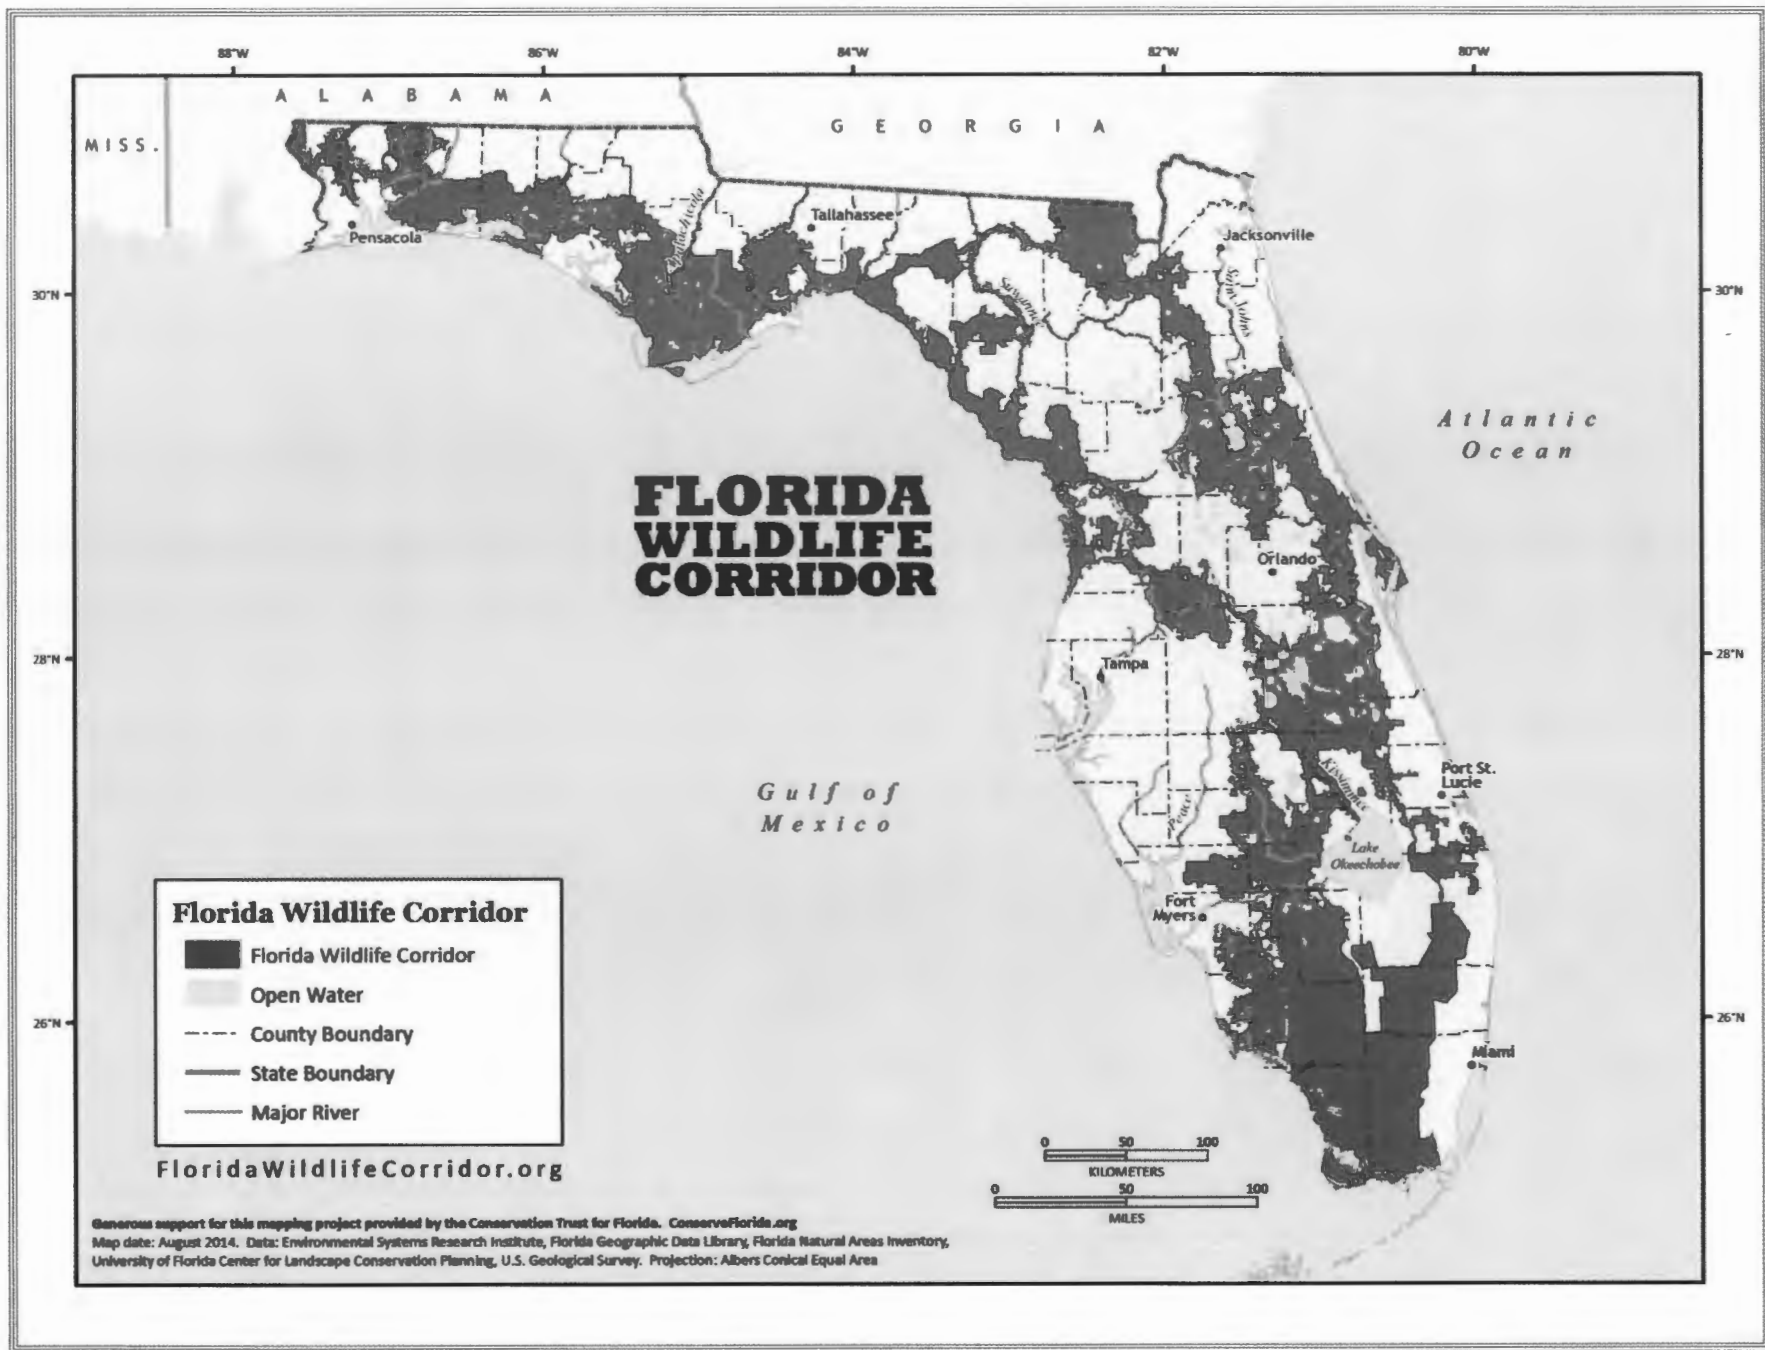 88°W 86°W 84°W 82°W 80°W
A L A B A M A
G E O R G I A
MISS.
Apalachicola
Tallahassee
Pensacola
Jacksonville
Saint Johns
30°N
30°N
Suwannee
Atlantic
Ocean
FLORIDA
WILDLIFE
CORRIDOR
Orlando
28°N
28°N
Tampa
Gulf of
Mexico
Kissimmee
Port St.
Lucie
Peace
Lake
Okeechobee
Fort
Myers
26°N
26°N
Miami
Florida Wildlife Corridor
Florida Wildlife Corridor
Open Water
County Boundary
State Boundary
Major River
FloridaWildlifeCorridor.org
0 50 100
KILOMETERS
0 50 100
MILES
Generous support for this mapping project provided by the Conservation Trust for Florida. ConserveFlorida.org
Map date: August 2014. Data: Environmental Systems Research Institute, Florida Geographic Data Library, Florida Natural Areas Inventory,
University of Florida Center for Landscape Conservation Planning, U.S. Geological Survey. Projection: Albers Conical Equal Area